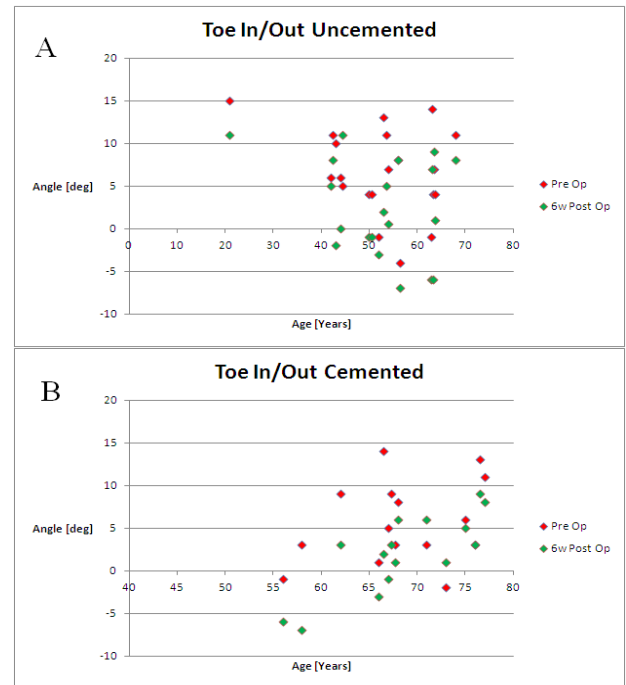 A
Toe In/Out Uncemented
20
15
10
5
0
-5
-10
0 10 20 30 40 50 60 70 80
Angle [deg]
Age [Years]
Pre Op
6w Post Op
B
Toe In/Out Cemented
20
15
10
5
0
-5
-10
40 45 50 55 60 65 70 75 80
Angle [deg]
Age [Years]
Pre Op
6w Post Op